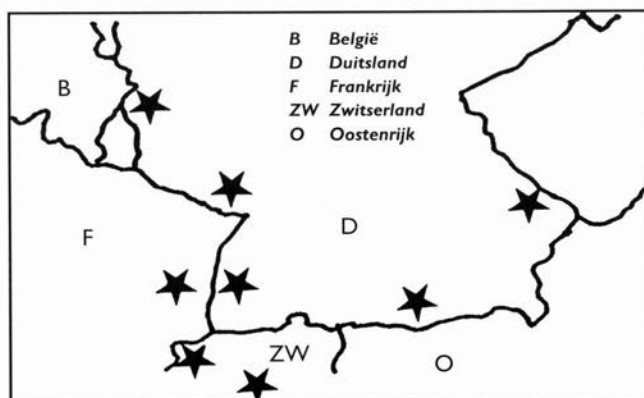 B België
D Duitsland
F Frankrijk
ZW Zwitserland
O Oostenrijk
B
F
D
ZW
O